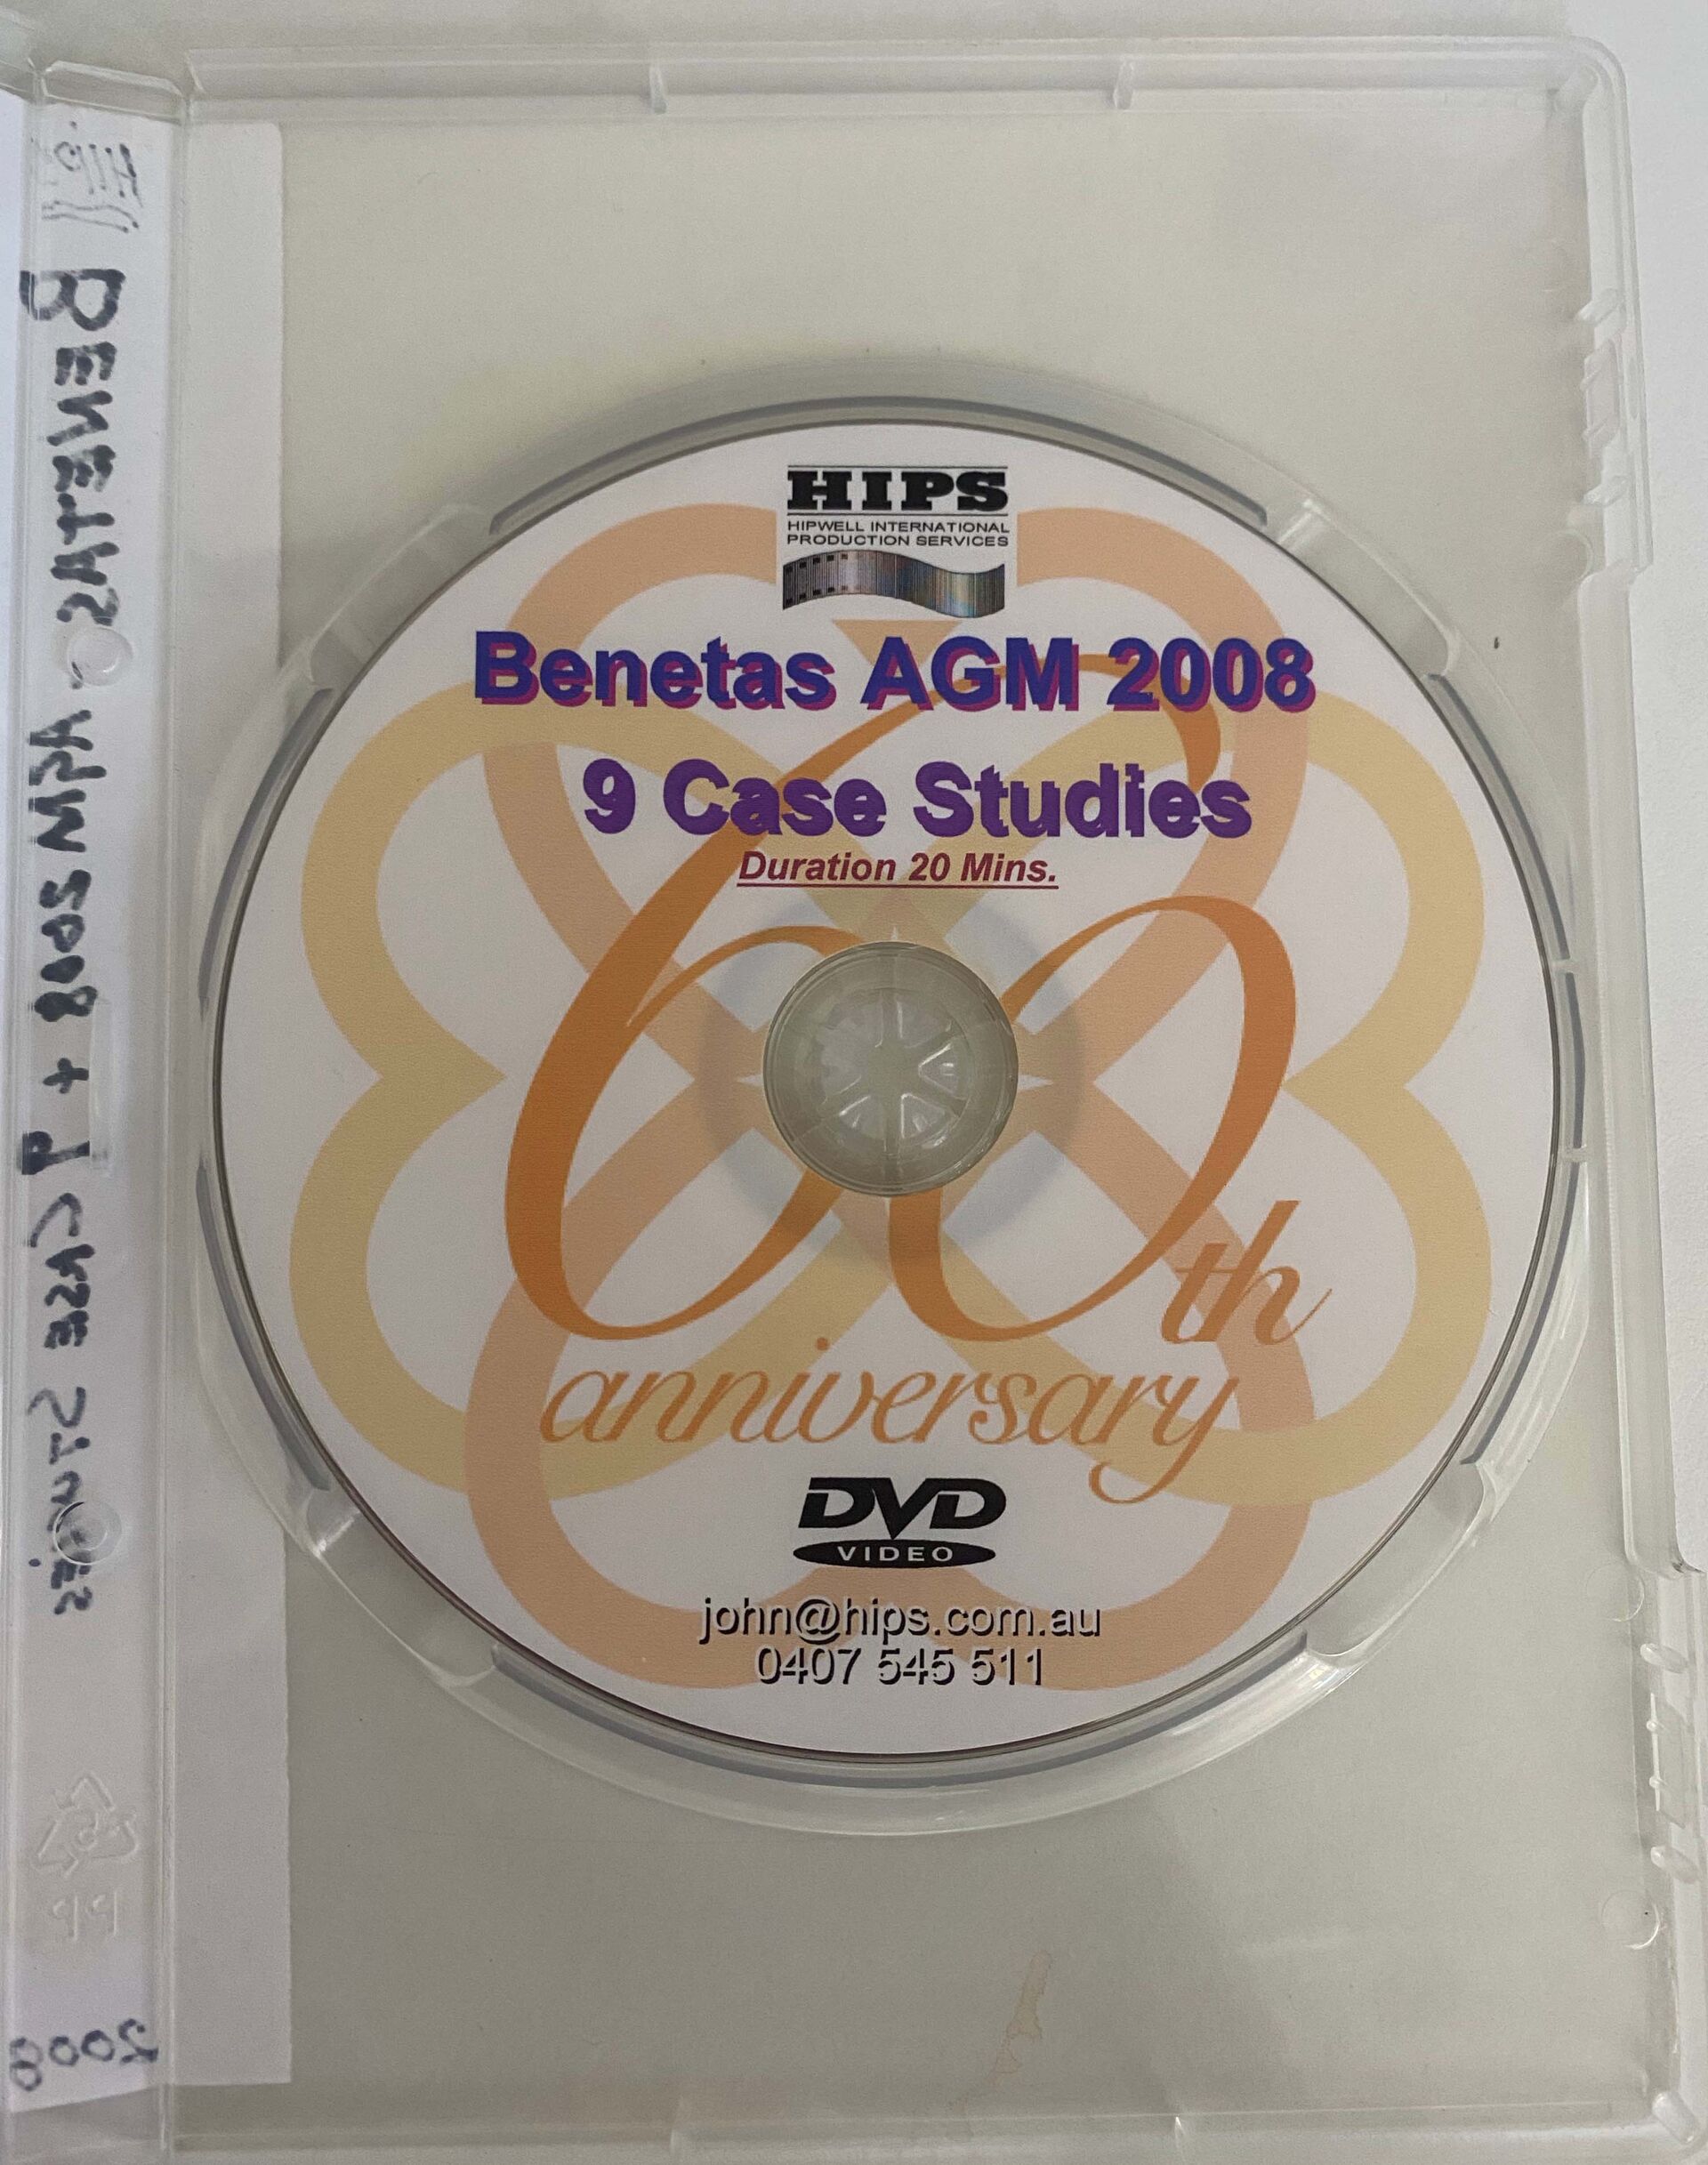 HIPS
HIPWELL INTERNATIONAL
PRODUCTION SERVICES
Benetas AGM 2008
9 Case Studies
Duration 20 Mins.
60th
anniversary
DVD
VIDEO
john@hips.com.au
0407 545 511
BENETAS - AGM 2008 + 9 CASE STUDIES
2008
PP